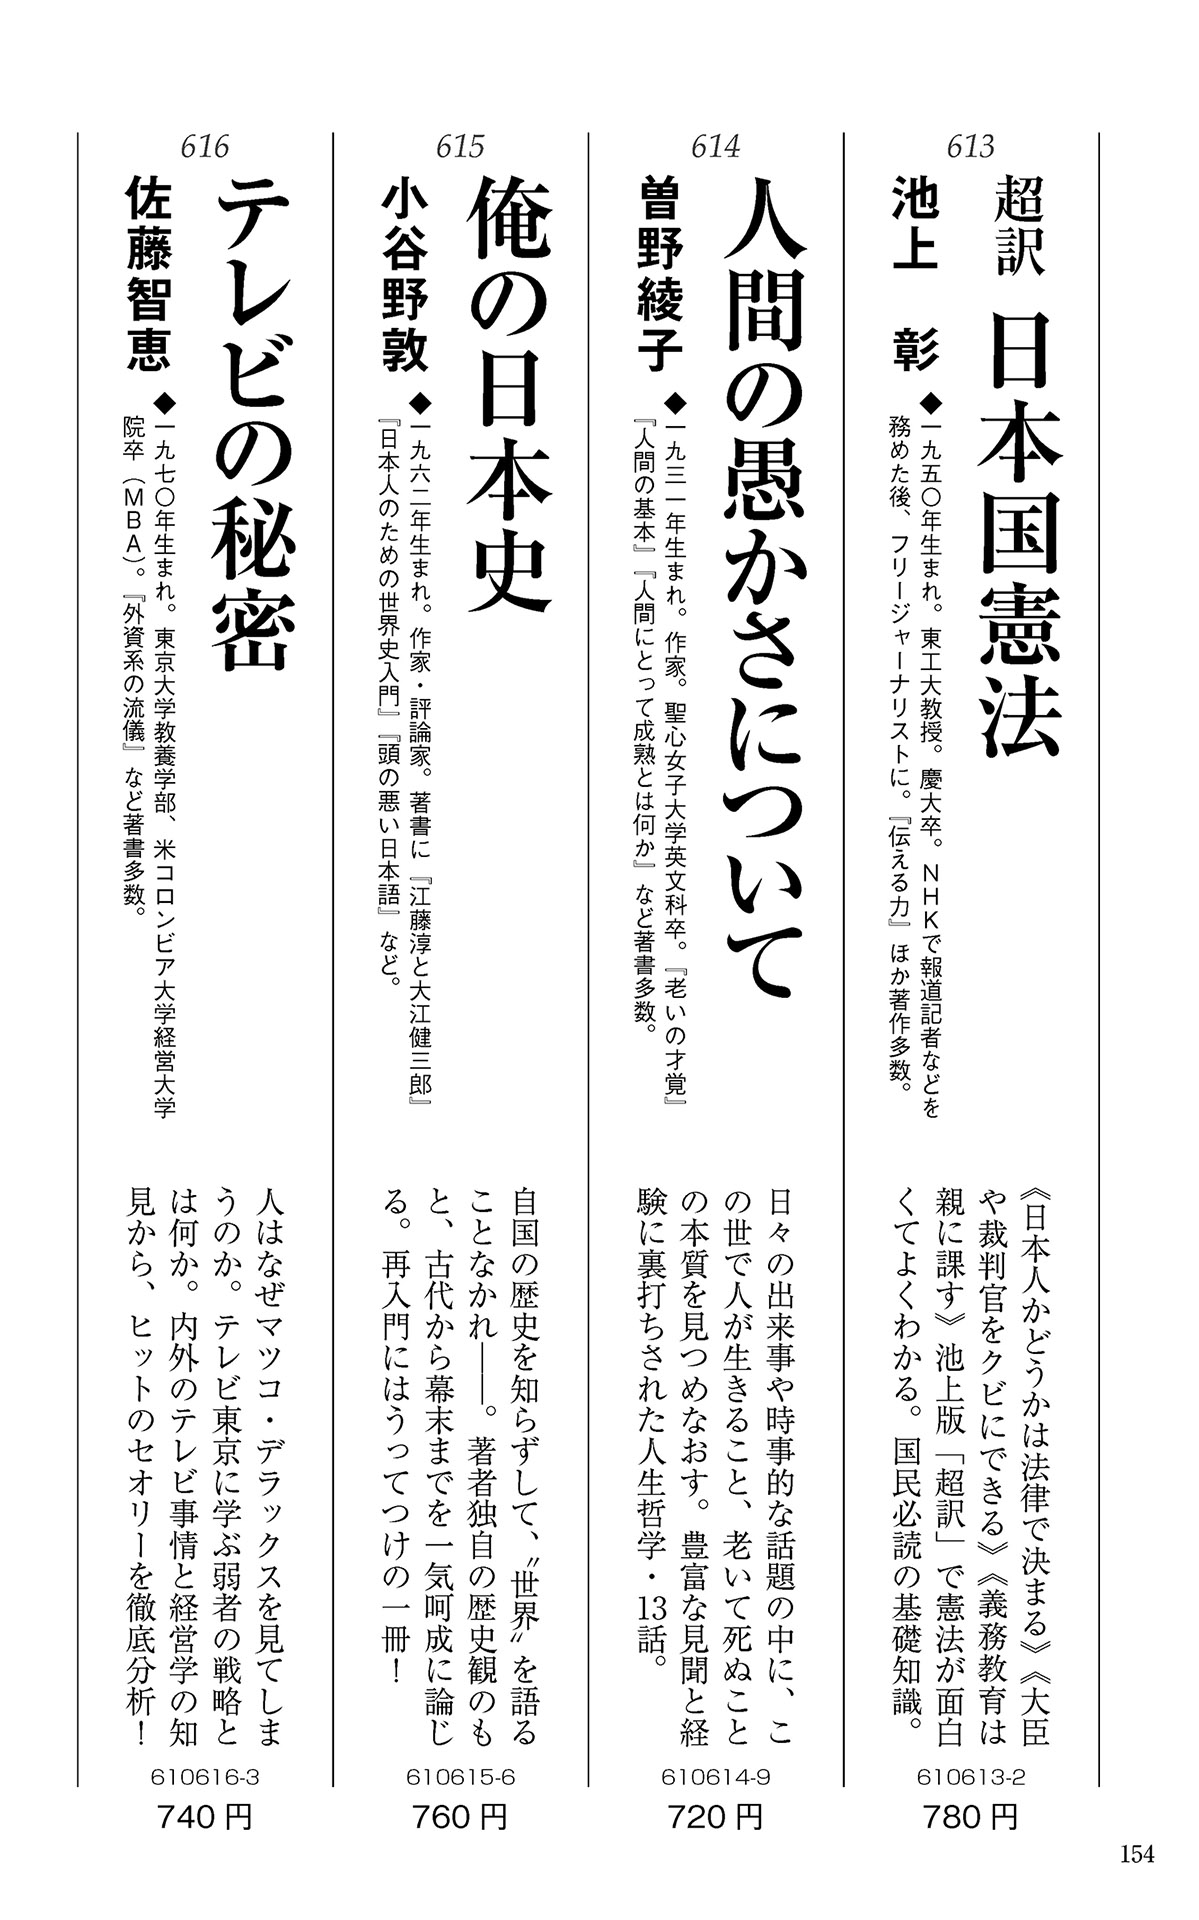 613
超訳 日本国憲法
池上 彰
◆一九五〇年生まれ。東工大教授。慶大卒。NHKで報道記者などを
務めた後、フリージャーナリストに。『伝える力』ほか著作多数。
《日本人かどうかは法律で決まる》《大臣
や裁判官をクビにできる》《義務教育は
親に課す》池上版「超訳」で憲法が面白
くてよくわかる。国民必読の基礎知識。
610613-2
780円
614
人間の愚かさについて
曽野綾子
◆一九三一年生まれ。作家。聖心女子大学英文科卒。『老いの才覚』
『人間の基本』『人間にとって成熟とは何か』など著書多数。
日々の出来事や時事的な話題の中に、こ
の世で人が生きること、老いて死ぬこと
の本質を見つめなおす。豊富な見聞と経
験に裏打ちされた人生哲学・13話。
610614-9
720円
615
俺の日本史
小谷野敦
◆一九六二年生まれ。作家・評論家。著書に『江藤淳と大江健三郎』
『日本人のための世界史入門』『頭の悪い日本語』など。
自国の歴史を知らずして、〝世界〟を語る
ことなかれ――。著者独自の歴史観のも
と、古代から幕末までを一気呵成に論じ
る。再入門にはうってつけの一冊！
610615-6
760円
616
テレビの秘密
佐藤智恵
◆一九七〇年生まれ。東京大学教養学部、米コロンビア大学経営大学
院卒（MBA）。『外資系の流儀』など著書多数。
人はなぜマツコ・デラックスを見てしま
うのか。テレビ東京に学ぶ弱者の戦略と
は何か。内外のテレビ事情と経営学の知
見から、ヒットのセオリーを徹底分析！
610616-3
740円
154